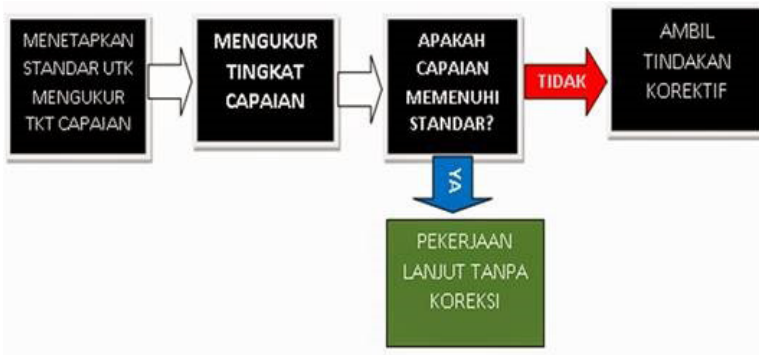 MENETAPKAN
STANDAR UTK
MENGUKUR
TKT CAPAIAN
MENGUKUR
TINGKAT
CAPAIAN
APAKAH
CAPAIAN
MEMENUHI
STANDAR?
TIDAK
AMBIL
TINDAKAN
KOREKTIF
YA
PEKERJAAN
LANJUT TANPA
KOREKSI